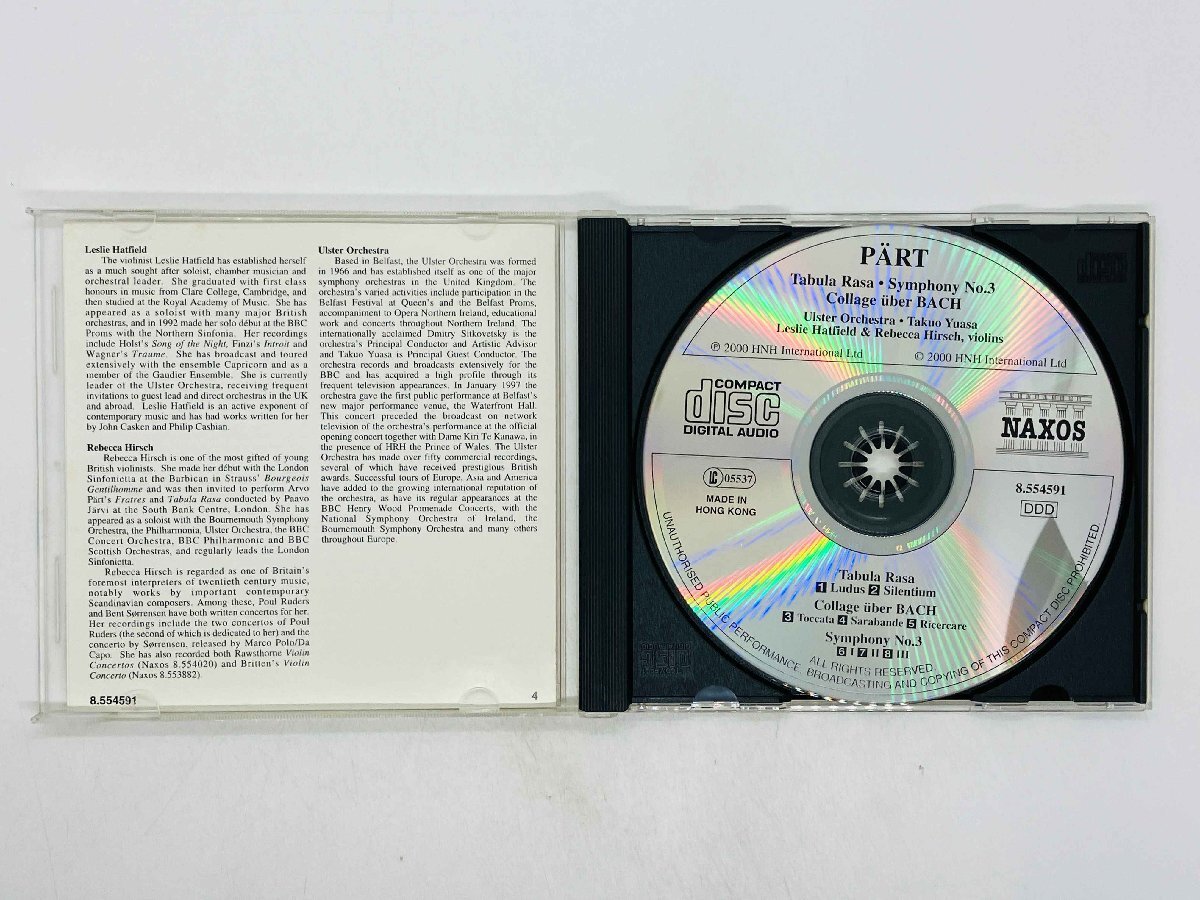 Leslie Hatfield
The violinist Leslie Hatfield has established herself
as a much sought after soloist, chamber musician and
orchestral leader. She graduated with first class
honours in music from Clare College, Cambridge, and
then studied at the Royal Academy of Music. She has
appeared as a soloist with many major British
orchestras, and in 1992 made her solo début at the BBC
Proms with the Northern Sinfonia. Her recordings
include Holst's Song of the Night, Finzi's Introit and
Wagner's Traume. She has broadcast and toured
extensively with the ensemble Capricorn and as a
member of the Gaudier Ensemble. She is currently
leader of the Ulster Orchestra, receiving frequent
invitations to guest lead and direct orchestras in the UK
and abroad. Leslie Hatfield is an active exponent of
contemporary music and has had works written for her
by John Casken and Philip Cashian.
Rebecca Hirsch
Rebecca Hirsch is one of the most gifted of young
British violinists. She made her début with the London
Sinfonietta at the Barbican in Strauss' Bourgeois
Gentilhomme and was then invited to perform Arvo
Pärt's Fratres and Tabula Rasa conducted by Paavo
Järvi at the South Bank Centre, London. She has
appeared as a soloist with the Bournemouth Symphony
Orchestra, the Philharmonia, Ulster Orchestra, the BBC
Concert Orchestra, BBC Philharmonic and BBC
Scottish Orchestras, and regularly leads the London
Sinfonietta.
Rebecca Hirsch is regarded as one of Britain's
foremost interpreters of twentieth century music,
notably works by important contemporary
Scandinavian composers. Among these, Poul Ruders
and Bent Sørrensen have both written concertos for her.
Her recordings include the two concertos of Poul
Ruders (the second of which is dedicated to her) and the
concerto by Sørrensen, released by Marco Polo/Da
Capo. She has also recorded both Rawsthorne Violin
Concertos (Naxos 8.554020) and Britten's Violin
Concerto (Naxos 8.553882).
8.554591
Ulster Orchestra
Based in Belfast, the Ulster Orchestra was formed
in 1966 and has established itself as one of the major
symphony orchestras in the United Kingdom. The
orchestra's varied activities include participation in the
Belfast Festival at Queen's and the Belfast Proms,
accompaniment to Opera Northern Ireland, educational
work and concerts throughout Northern Ireland. The
internationally acclaimed Dmitry Sitkovetsky is the
orchestra's Principal Conductor and Artistic Advisor
and Takuo Yuasa is Principal Guest Conductor. The
orchestra records and broadcasts extensively for the
BBC and has acquired a high profile through its
frequent television appearances. In January 1997 the
orchestra gave the first public performance at Belfast's
new major performance venue, the Waterfront Hall.
This concert preceded the broadcast on network
television of the orchestra's performance at the official
opening concert together with Dame Kiri Te Kanawa, in
the presence of HRH the Prince of Wales. The Ulster
Orchestra has made over fifty commercial recordings,
several of which have received prestigious British
awards. Successful tours of Europe, Asia and America
have added to the growing international reputation of
the orchestra, as have its regular appearances at the
BBC Henry Wood Promenade Concerts, with the
National Symphony Orchestra of Ireland, the
Bournemouth Symphony Orchestra and many others
throughout Europe.
4
PÄRT
Tabula Rasa • Symphony No.3
Collage über BACH
Ulster Orchestra • Takuo Yuasa
Leslie Hatfield & Rebecca Hirsch, violins
℗ 2000 HNH International Ltd © 2000 HNH International Ltd
COMPACT
disc
DIGITAL AUDIO
NAXOS
LC 05537
MADE IN
HONG KONG
8.554591
DDD
Tabula Rasa
1 Ludus 2 Silentium
Collage über BACH
3 Toccata 4 Sarabande 5 Ricercare
Symphony No.3
6 I 7 II 8 III
ALL RIGHTS RESERVED
UNAUTHORISED PUBLIC PERFORMANCE BROADCASTING AND COPYING OF THIS COMPACT DISC PROHIBITED